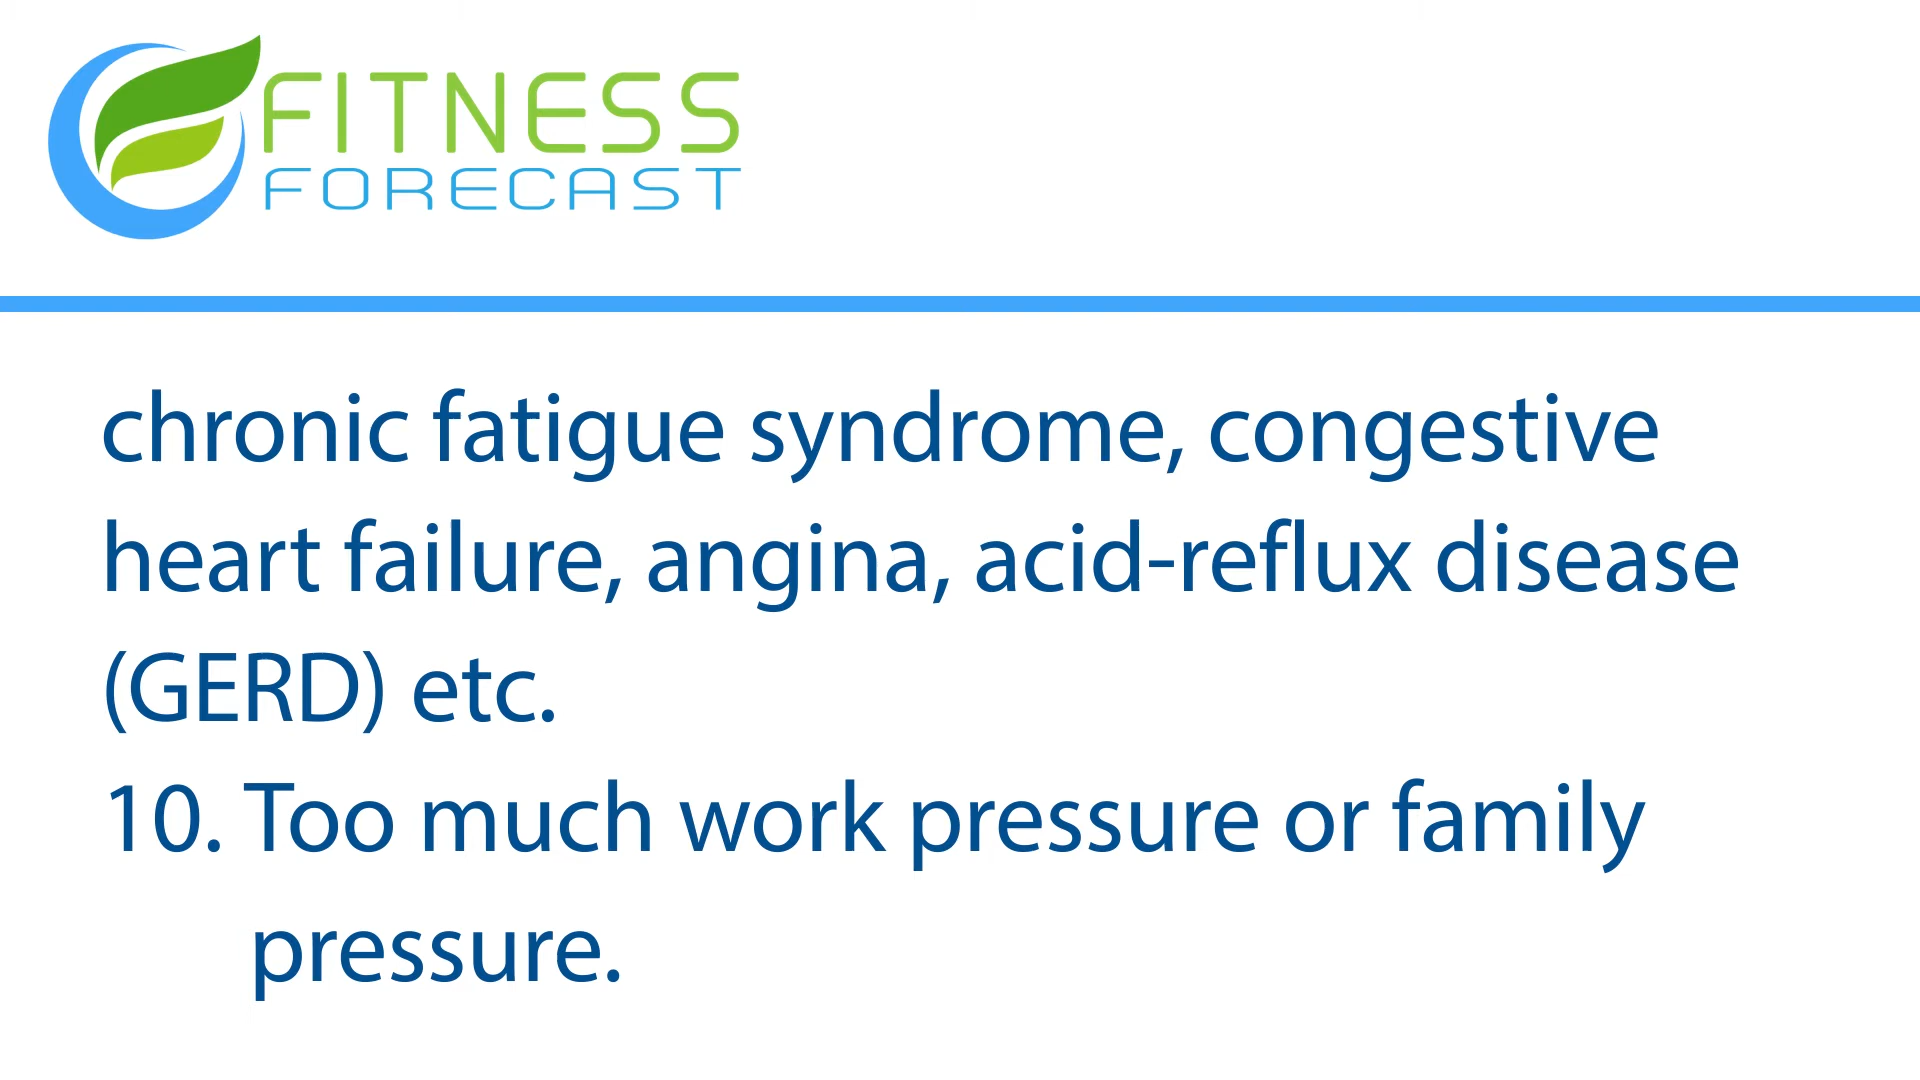 FITNESS
FORECAST
chronic fatigue syndrome, congestive
heart failure, angina, acid-reflux disease
(GERD) etc.
10. Too much work pressure or family
pressure.